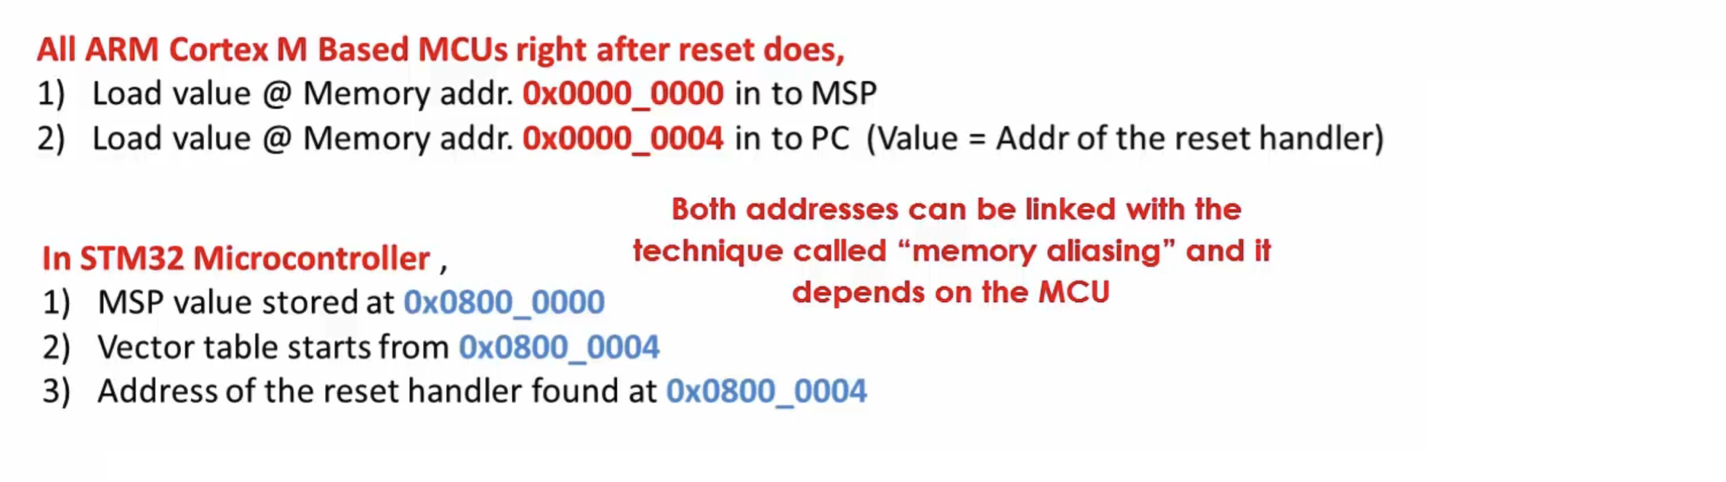 All ARM Cortex M Based MCUs right after reset does,
1) Load value @ Memory addr. 0x0000_0000 in to MSP
2) Load value @ Memory addr. 0x0000_0004 in to PC (Value = Addr of the reset handler)
Both addresses can be linked with the
technique called “memory aliasing” and it
depends on the MCU
In STM32 Microcontroller ,
1) MSP value stored at 0x0800_0000
2) Vector table starts from 0x0800_0004
3) Address of the reset handler found at 0x0800_0004